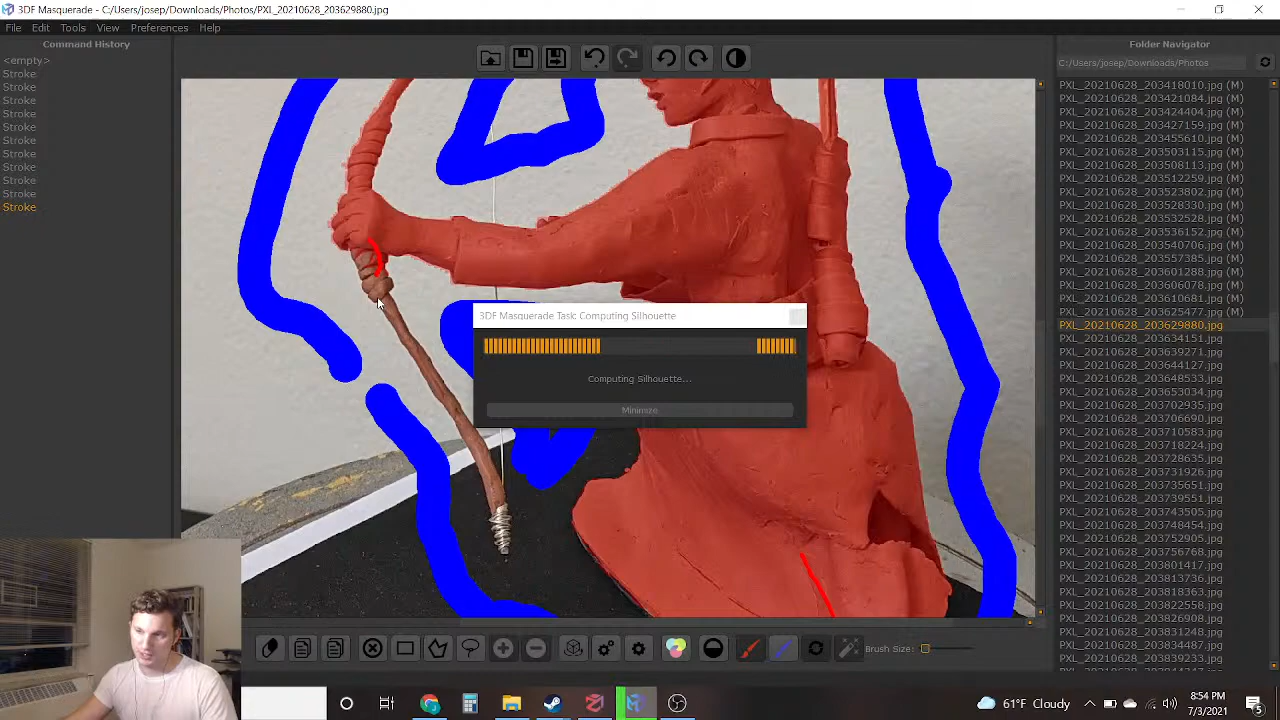 3DF Masquerade - C:/Users/josep/Downloads/Photos/PXL_20210628_203629880.jpg
File Edit Tools View Preferences Help
Command History
<empty>
Stroke
Stroke
Stroke
Stroke
Stroke
Stroke
Stroke
Stroke
Stroke
Stroke
Stroke
Folder Navigator
C:/Users/josep/Downloads/Photos
PXL_20210628_203418010.jpg (M)
PXL_20210628_203421084.jpg (M)
PXL_20210628_203424404.jpg (M)
PXL_20210628_203427159.jpg (M)
PXL_20210628_203455610.jpg (M)
PXL_20210628_203503115.jpg (M)
PXL_20210628_203508113.jpg (M)
PXL_20210628_203512259.jpg (M)
PXL_20210628_203523802.jpg (M)
PXL_20210628_203528638.jpg (M)
PXL_20210628_203532528.jpg (M)
PXL_20210628_203540706.jpg (M)
PXL_20210628_203557385.jpg (M)
PXL_20210628_203601288.jpg (M)
PXL_20210628_203606078.jpg (M)
PXL_20210628_203610681.jpg (M)
PXL_20210628_203625477.jpg (M)
PXL_20210628_203629880.jpg
PXL_20210628_203634151.jpg
PXL_20210628_203639271.jpg
PXL_20210628_203644127.jpg
PXL_20210628_203648533.jpg
PXL_20210628_203653034.jpg
PXL_20210628_203702935.jpg
PXL_20210628_203706690.jpg
PXL_20210628_203710583.jpg
PXL_20210628_203718224.jpg
PXL_20210628_203728635.jpg
PXL_20210628_203731926.jpg
PXL_20210628_203735651.jpg
PXL_20210628_203739551.jpg
PXL_20210628_203743505.jpg
PXL_20210628_203748454.jpg
PXL_20210628_203752905.jpg
PXL_20210628_203756768.jpg
PXL_20210628_203801417.jpg
PXL_20210628_203813736.jpg
PXL_20210628_203818363.jpg
PXL_20210628_203822558.jpg
PXL_20210628_203826908.jpg
PXL_20210628_203831248.jpg
PXL_20210628_203834487.jpg
PXL_20210628_203839233.jpg
3DF Masquerade Task: Computing Silhouette
Computing Silhouette...
Minimize
Brush Size:
61°F Cloudy
8:54 PM
7/3/2021
5